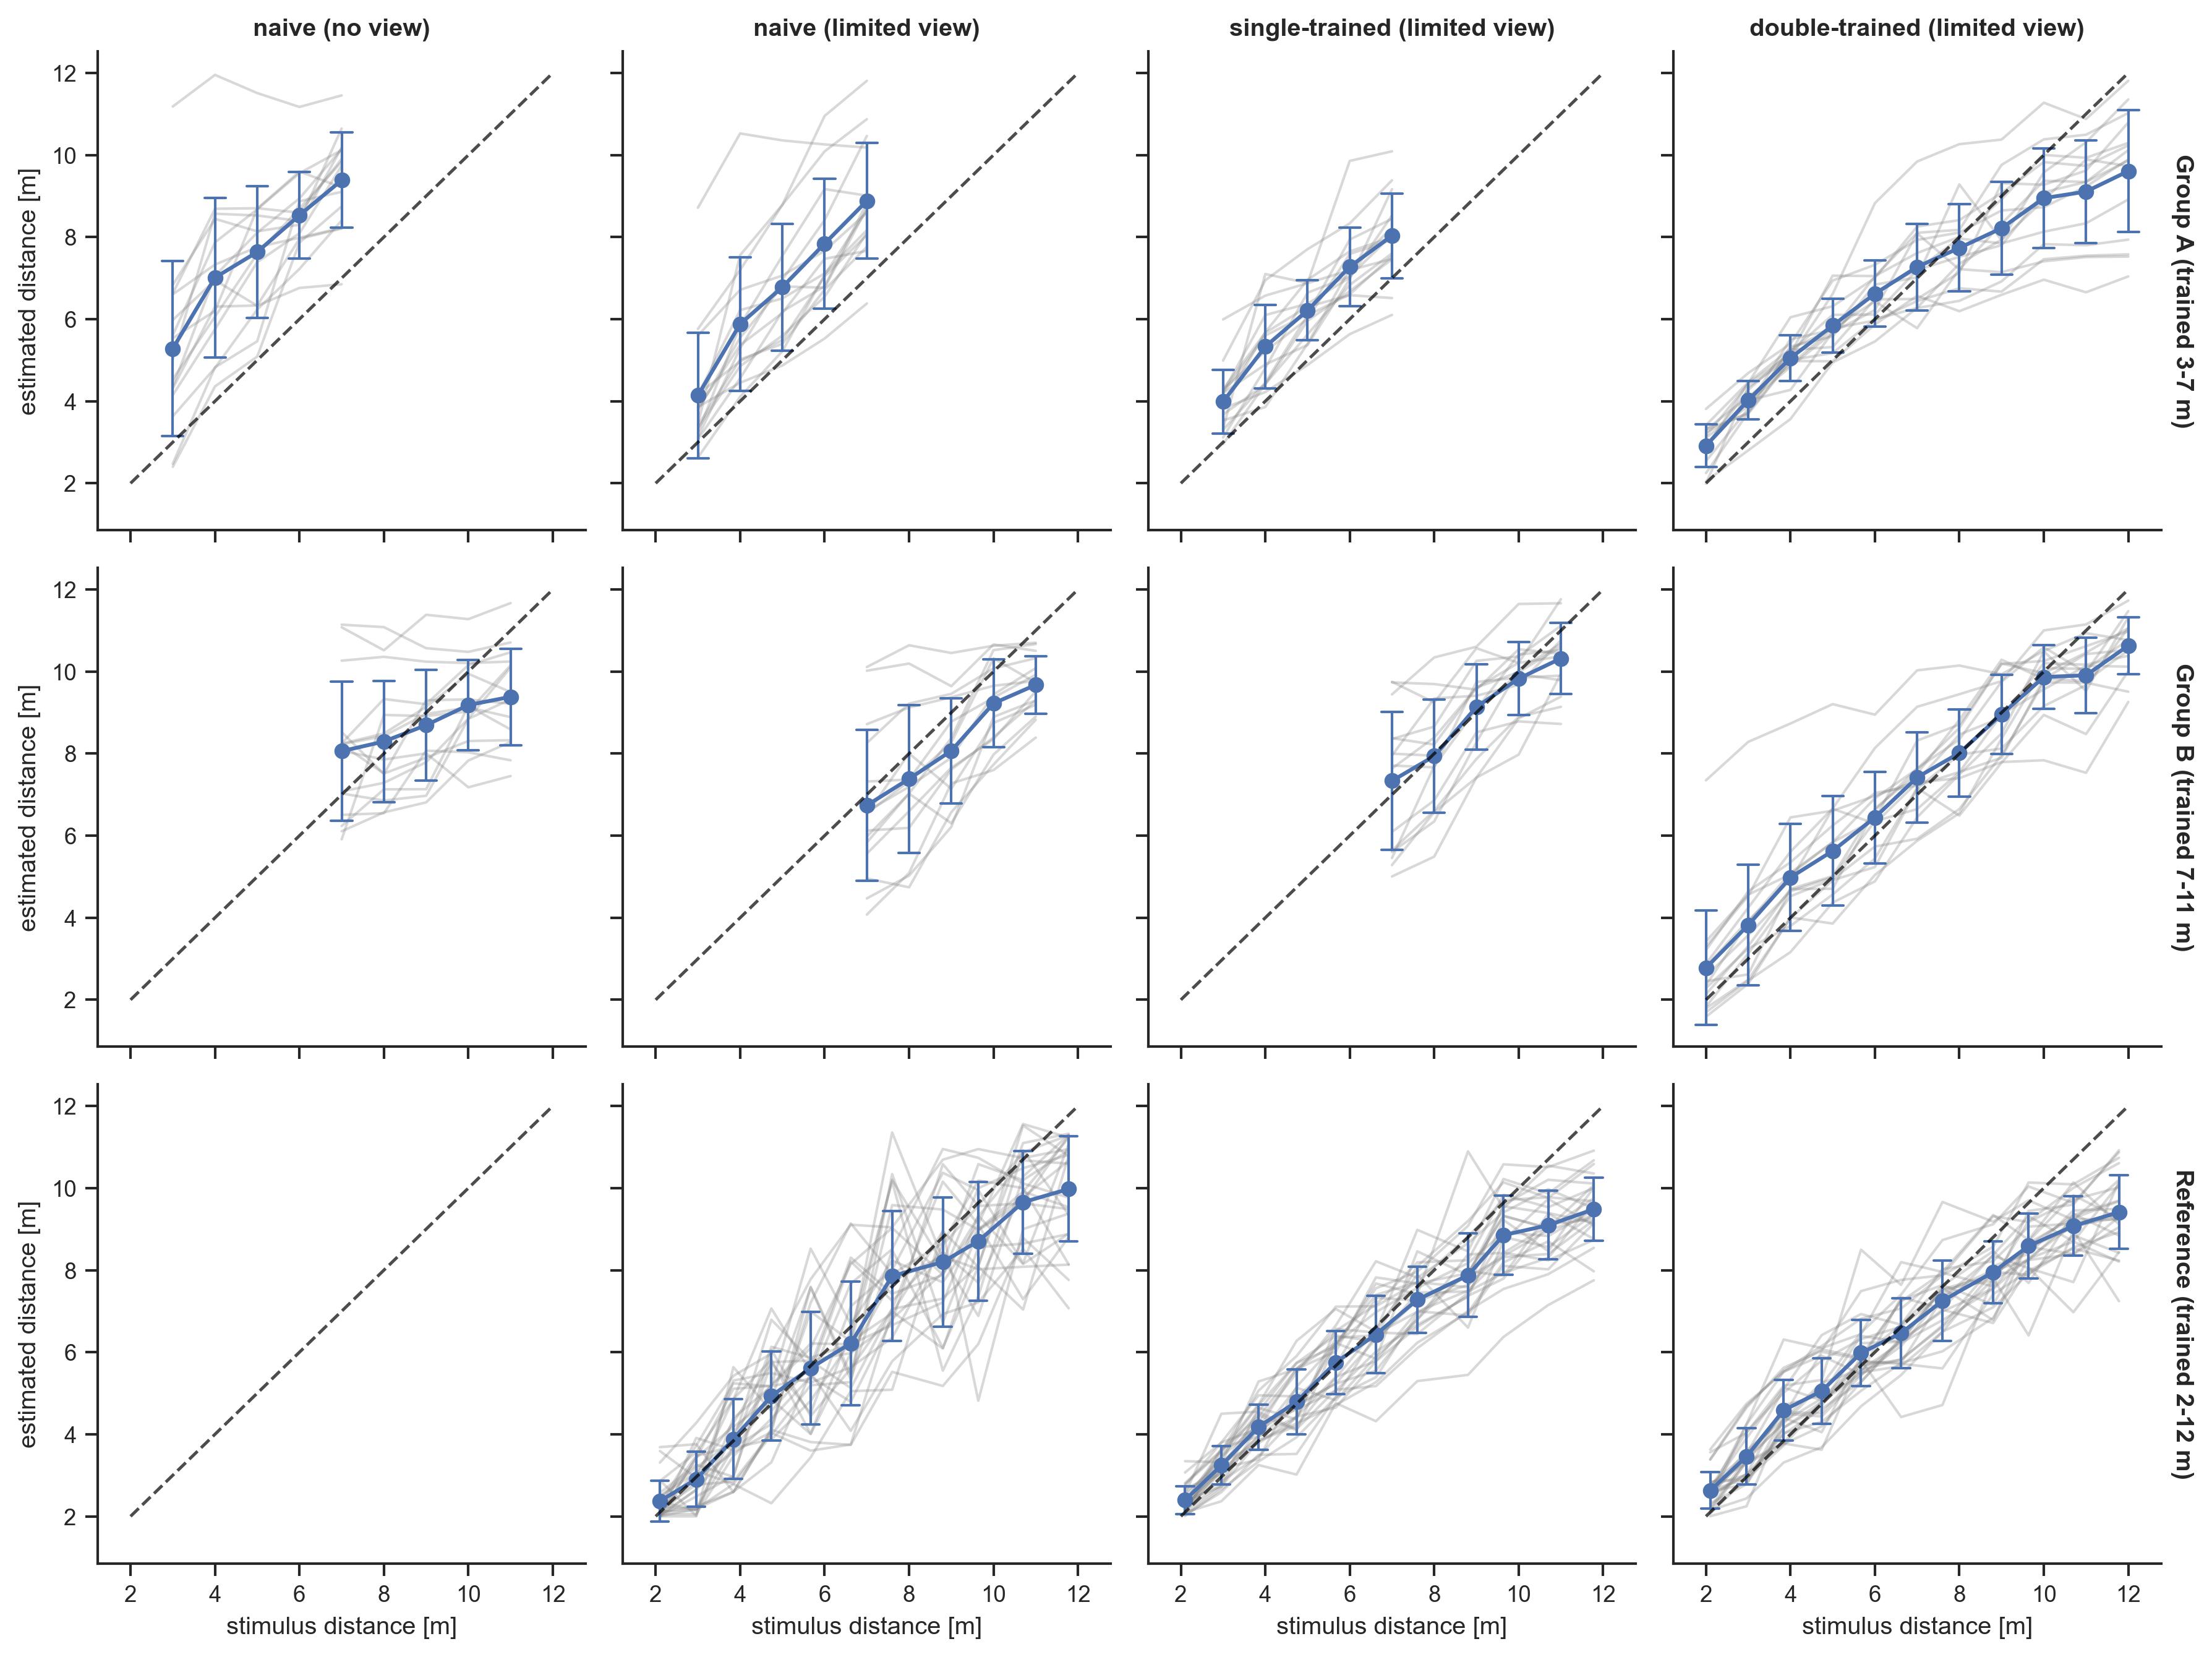 naive (no view)
naive (limited view)
single-trained (limited view)
double-trained (limited view)
12
10
8
6
4
2
estimated distance [m]
Group A (trained 3-7 m)
12
10
8
6
4
2
estimated distance [m]
Group B (trained 7-11 m)
12
10
8
6
4
2
estimated distance [m]
Reference (trained 2-12 m)
2 4 6 8 10 12
2 4 6 8 10 12
2 4 6 8 10 12
2 4 6 8 10 12
stimulus distance [m]
stimulus distance [m]
stimulus distance [m]
stimulus distance [m]